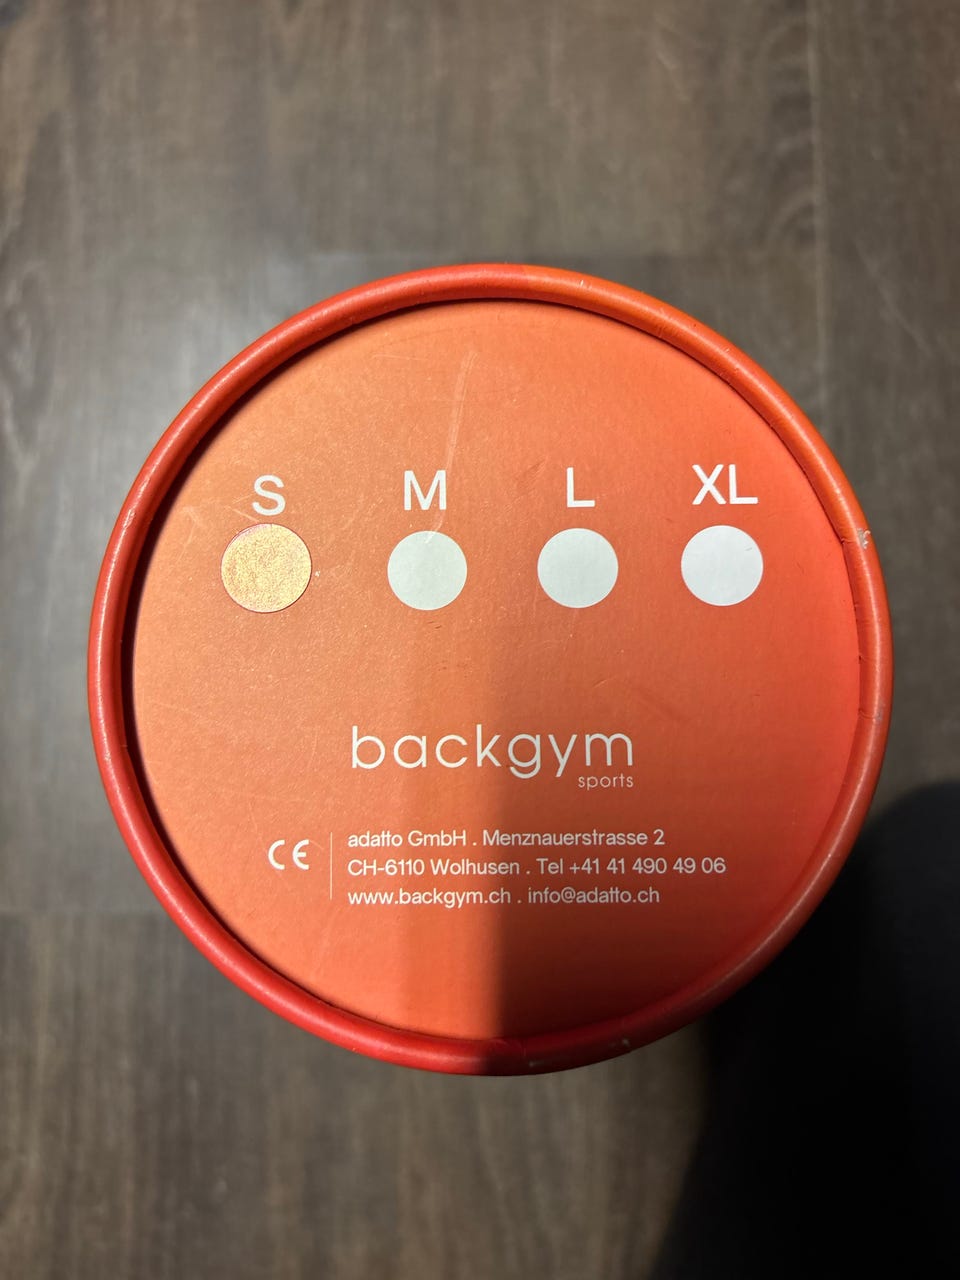 S M L XL
backgym
sports
CE
adatto GmbH . Menznauerstrasse 2
CH-6110 Wolhusen . Tel +41 41 490 49 06
www.backgym.ch . info@adatto.ch